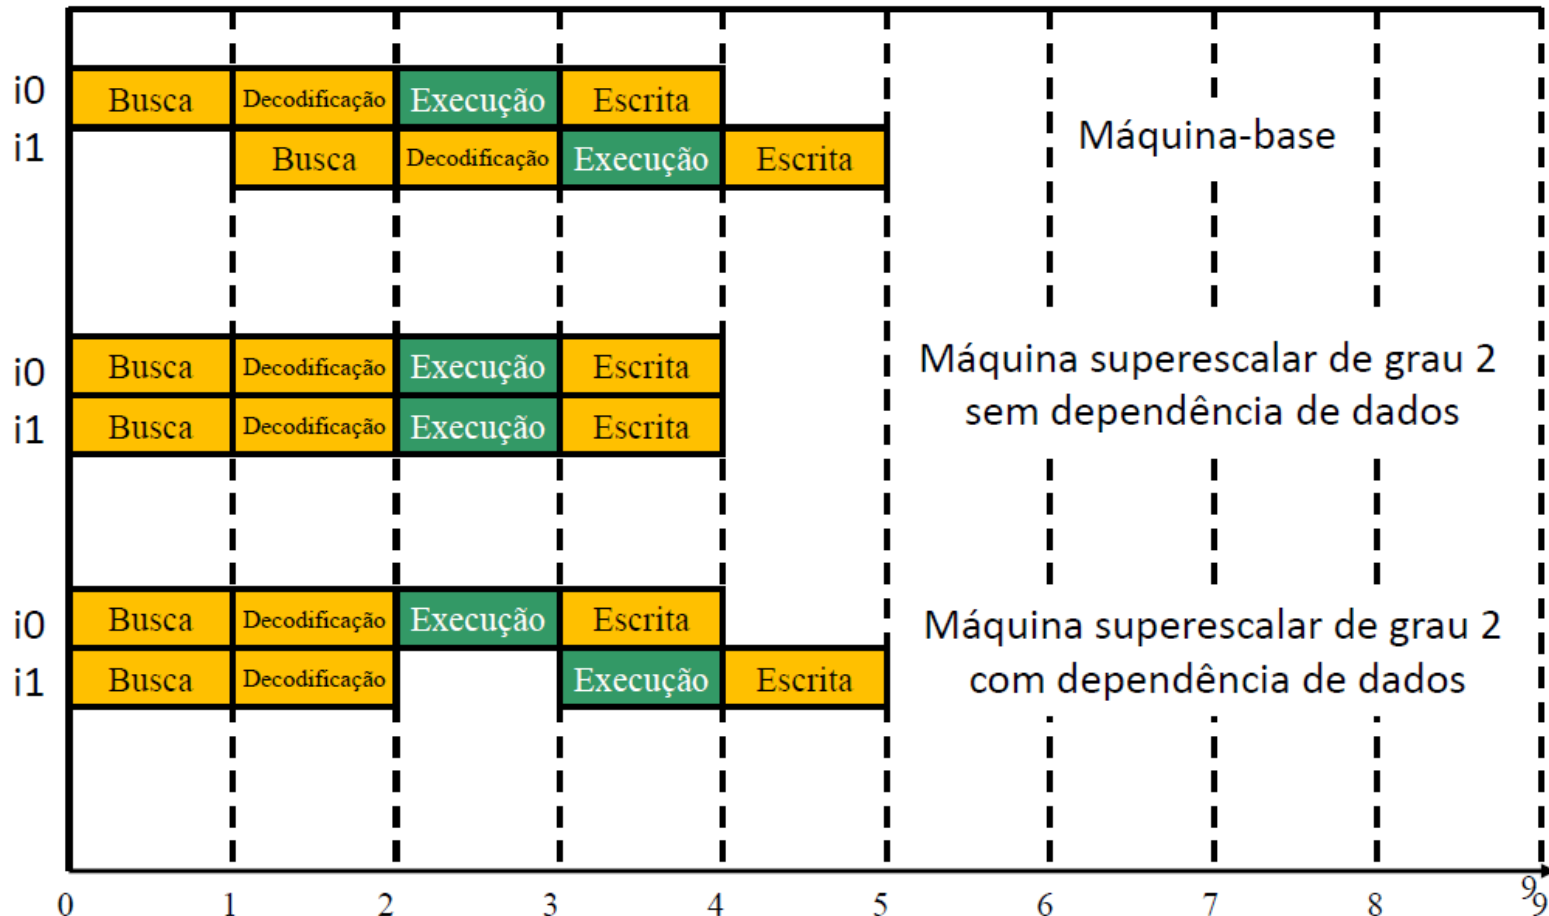 i0 Busca Decodificação Execução Escrita
i1 Busca Decodificação Execução Escrita
Máquina-base
i0 Busca Decodificação Execução Escrita
i1 Busca Decodificação Execução Escrita
Máquina superescalar de grau 2
sem dependência de dados
i0 Busca Decodificação Execução Escrita
i1 Busca Decodificação Execução Escrita
Máquina superescalar de grau 2
com dependência de dados
0 1 2 3 4 5 6 7 8 9 9